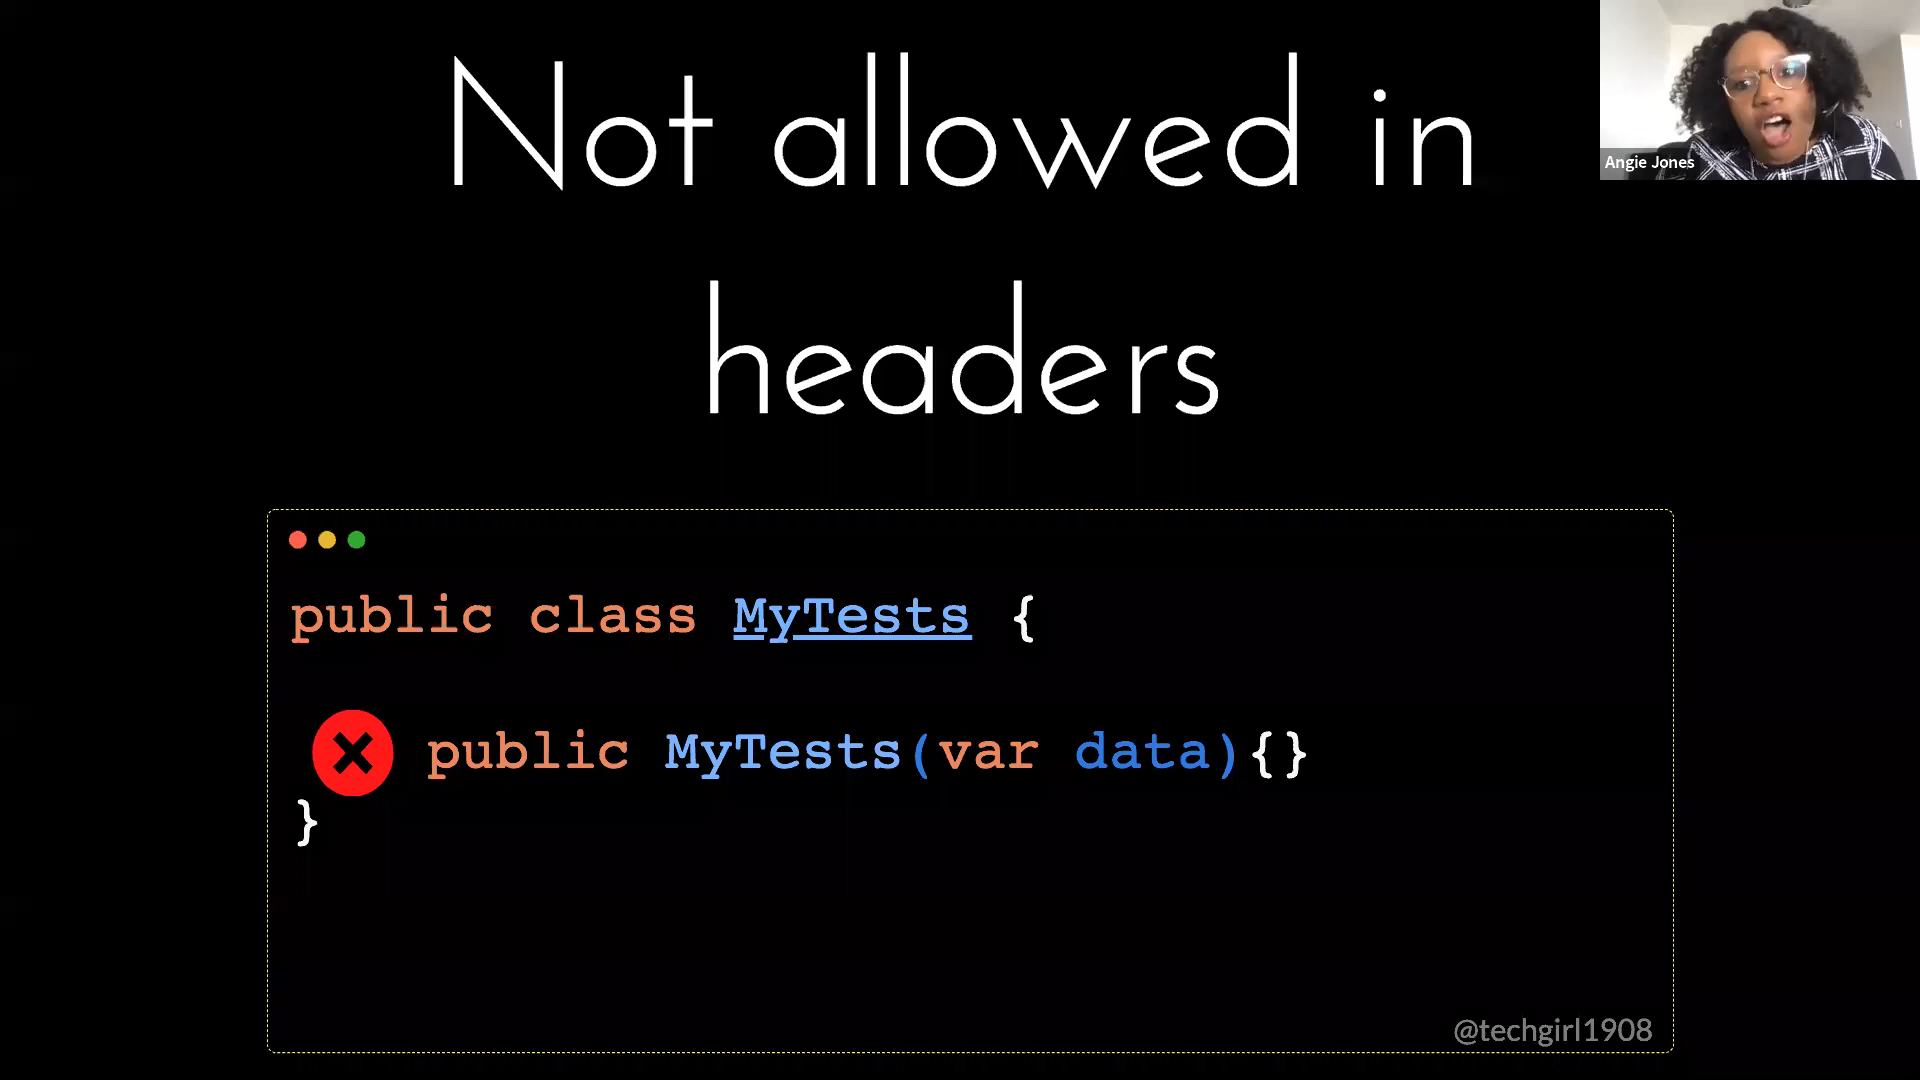 Not allowed in
headers
Angie Jones
public class MyTests {
public MyTests(var data){}
}
@techgirl1908